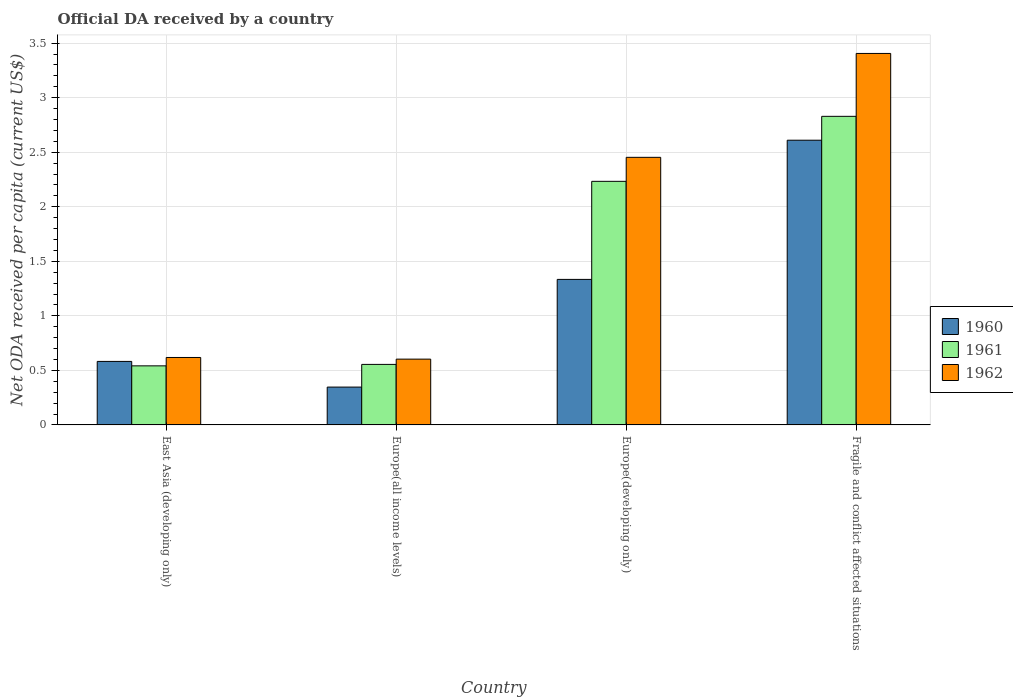 Official DA received by a country
Net ODA received per capita (current US$)
3.5
3
2.5
2
1.5
1
0.5
0
1960
1961
1962
East Asia (developing only)
Europe(all income levels)
Europe(developing only)
Fragile and conflict affected situations
Country